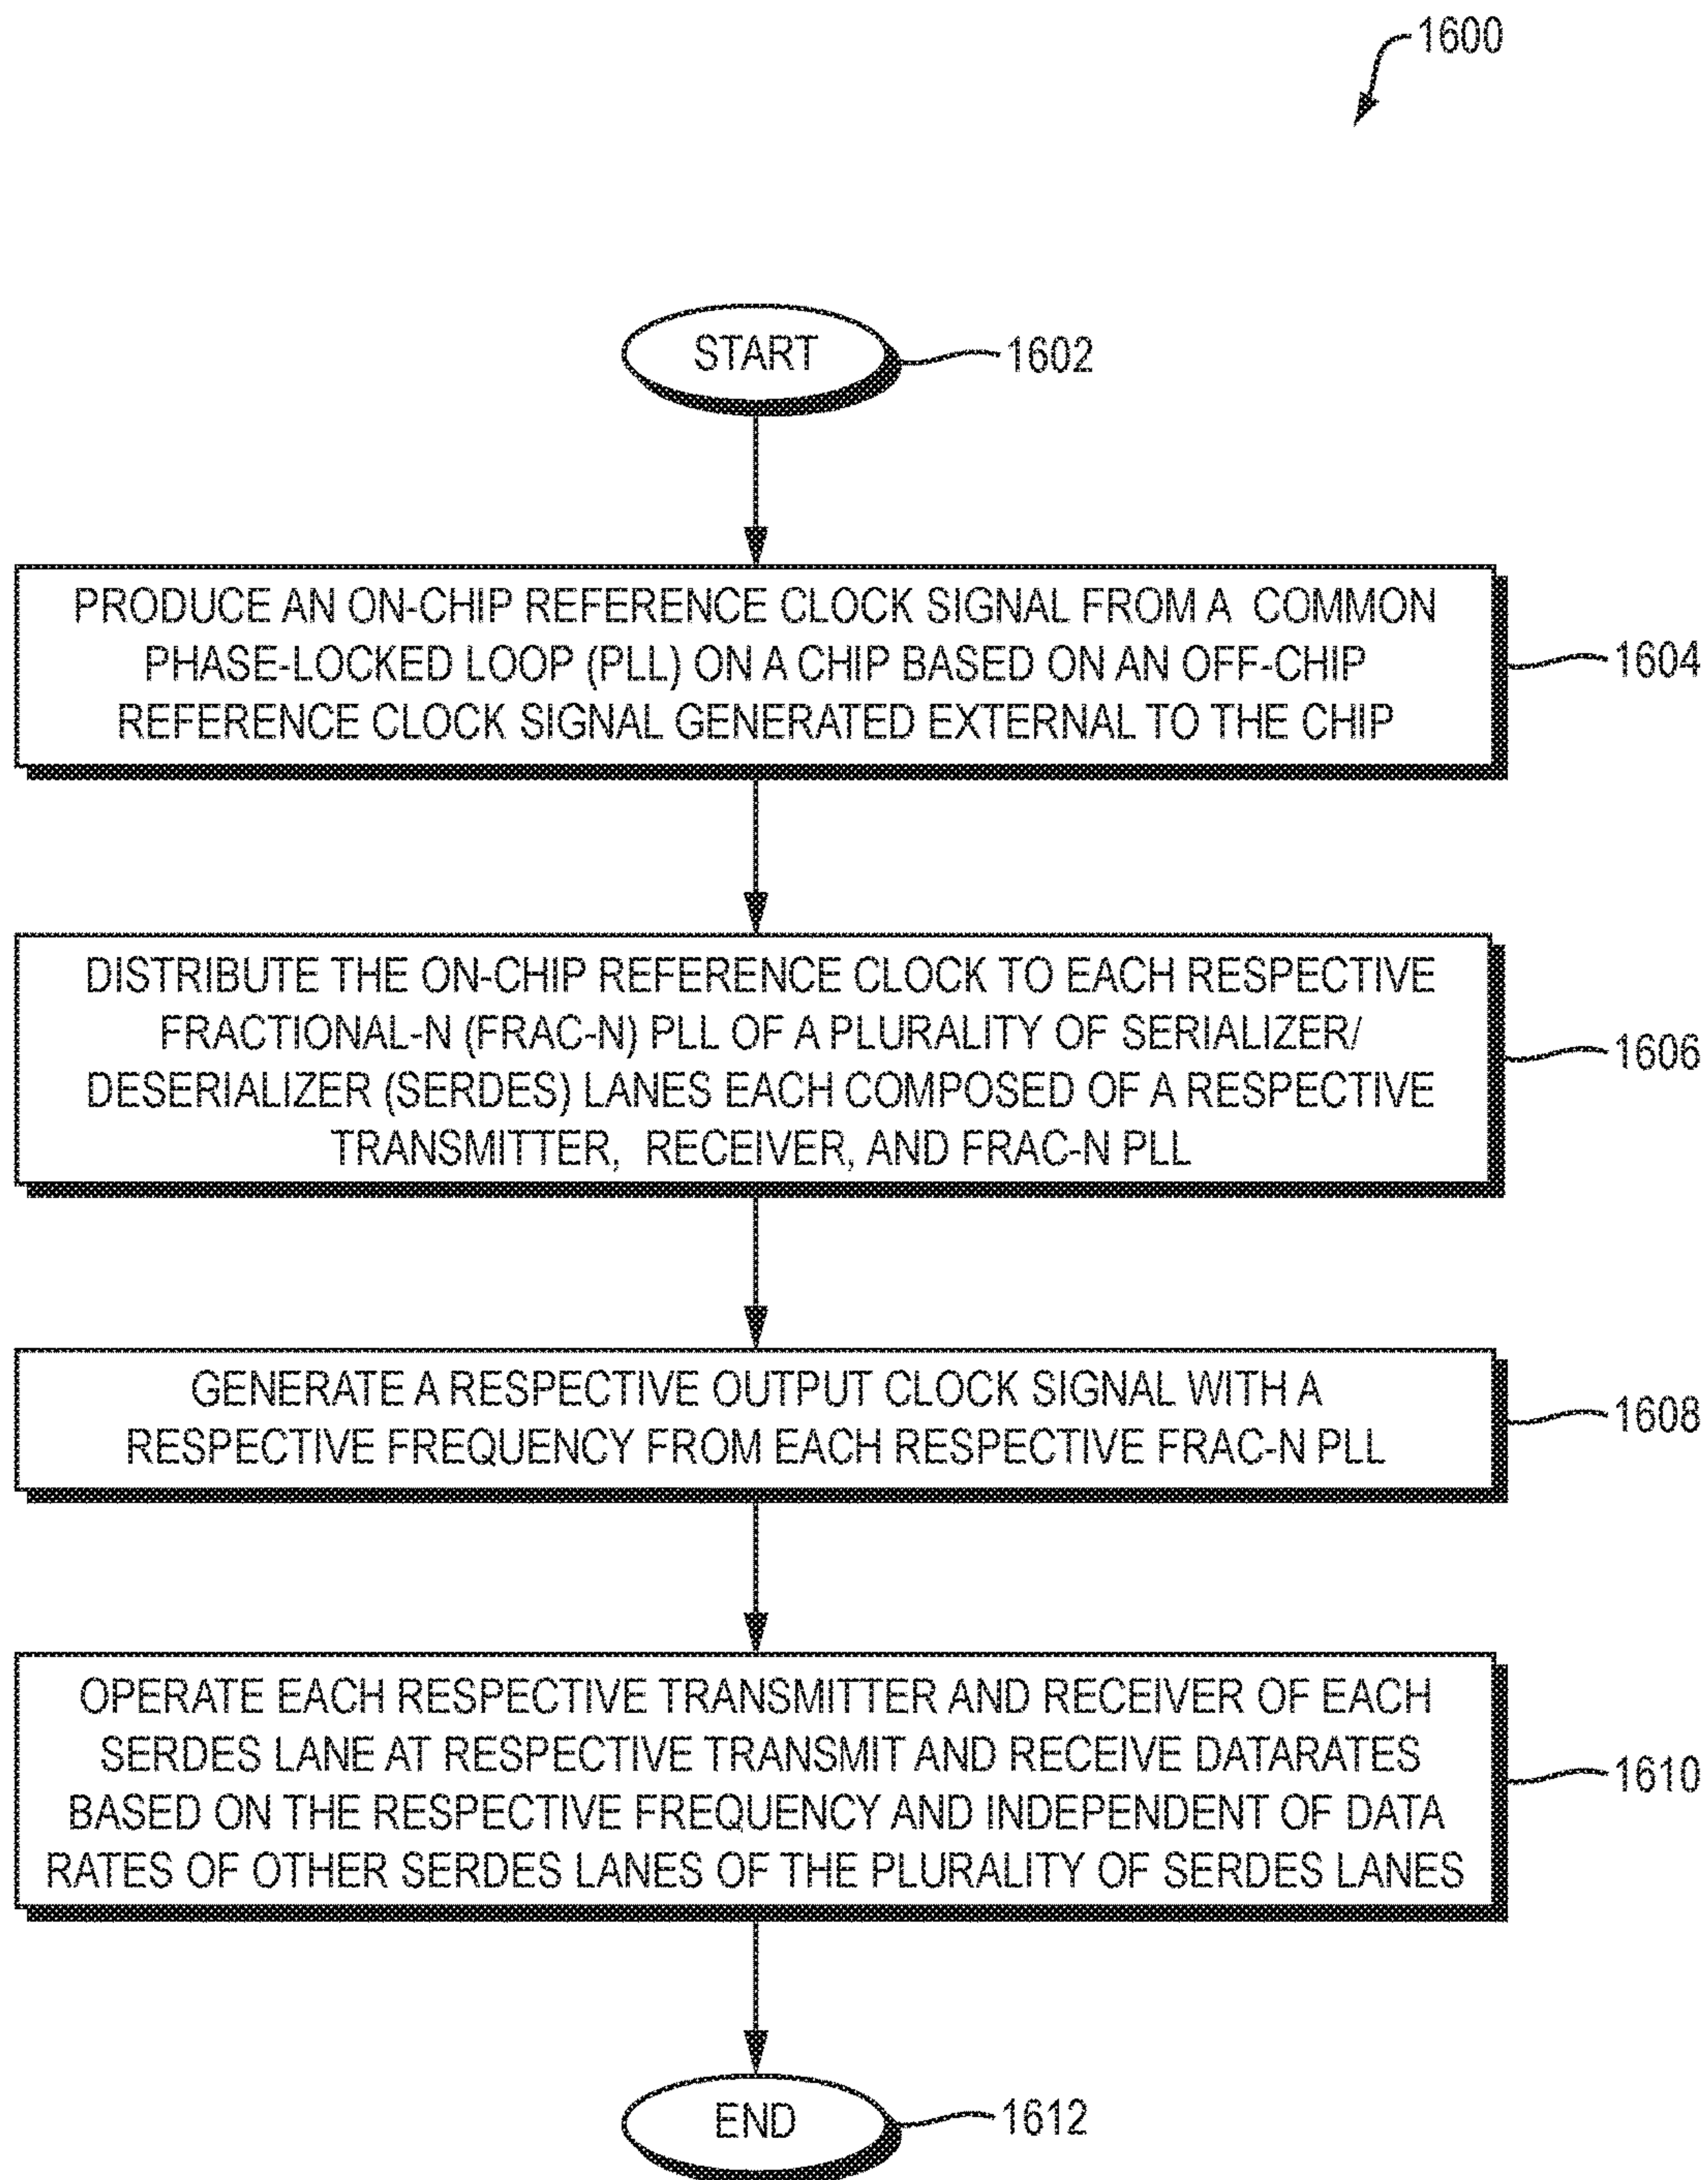 1600
START
1602
PRODUCE AN ON-CHIP REFERENCE CLOCK SIGNAL FROM A COMMON
PHASE-LOCKED LOOP (PLL) ON A CHIP BASED ON AN OFF-CHIP
REFERENCE CLOCK SIGNAL GENERATED EXTERNAL TO THE CHIP
1604
DISTRIBUTE THE ON-CHIP REFERENCE CLOCK TO EACH RESPECTIVE
FRACTIONAL-N (FRAC-N) PLL OF A PLURALITY OF SERIALIZER/
DESERIALIZER (SERDES) LANES EACH COMPOSED OF A RESPECTIVE
TRANSMITTER, RECEIVER, AND FRAC-N PLL
1606
GENERATE A RESPECTIVE OUTPUT CLOCK SIGNAL WITH A
RESPECTIVE FREQUENCY FROM EACH RESPECTIVE FRAC-N PLL
1608
OPERATE EACH RESPECTIVE TRANSMITTER AND RECEIVER OF EACH
SERDES LANE AT RESPECTIVE TRANSMIT AND RECEIVE DATARATES
BASED ON THE RESPECTIVE FREQUENCY AND INDEPENDENT OF DATA
RATES OF OTHER SERDES LANES OF THE PLURALITY OF SERDES LANES
1610
END
1612